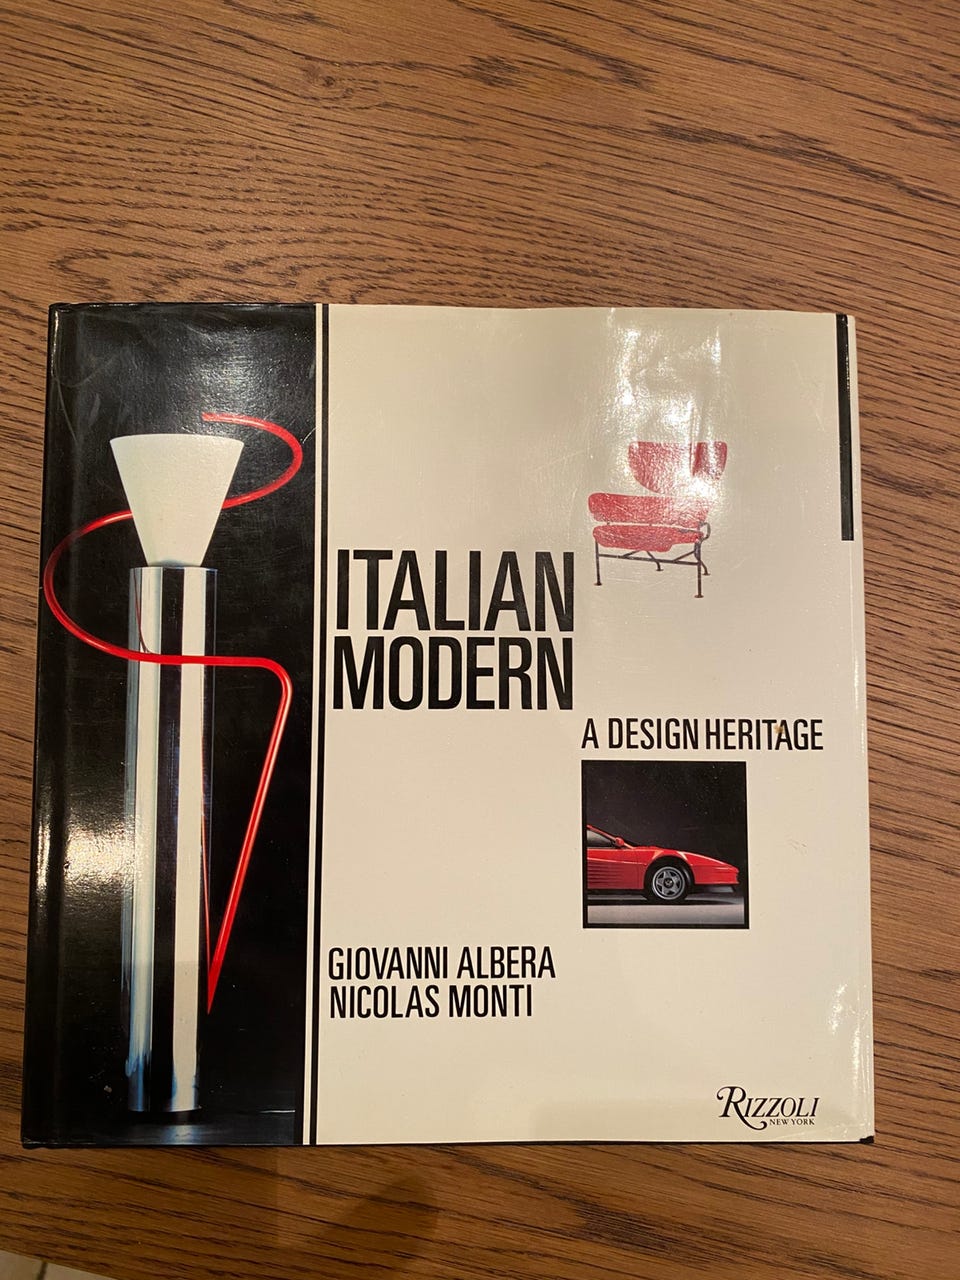 ITALIAN
MODERN
A DESIGN HERITAGE
GIOVANNI ALBERA
NICOLAS MONTI
RIZZOLI
NEW YORK